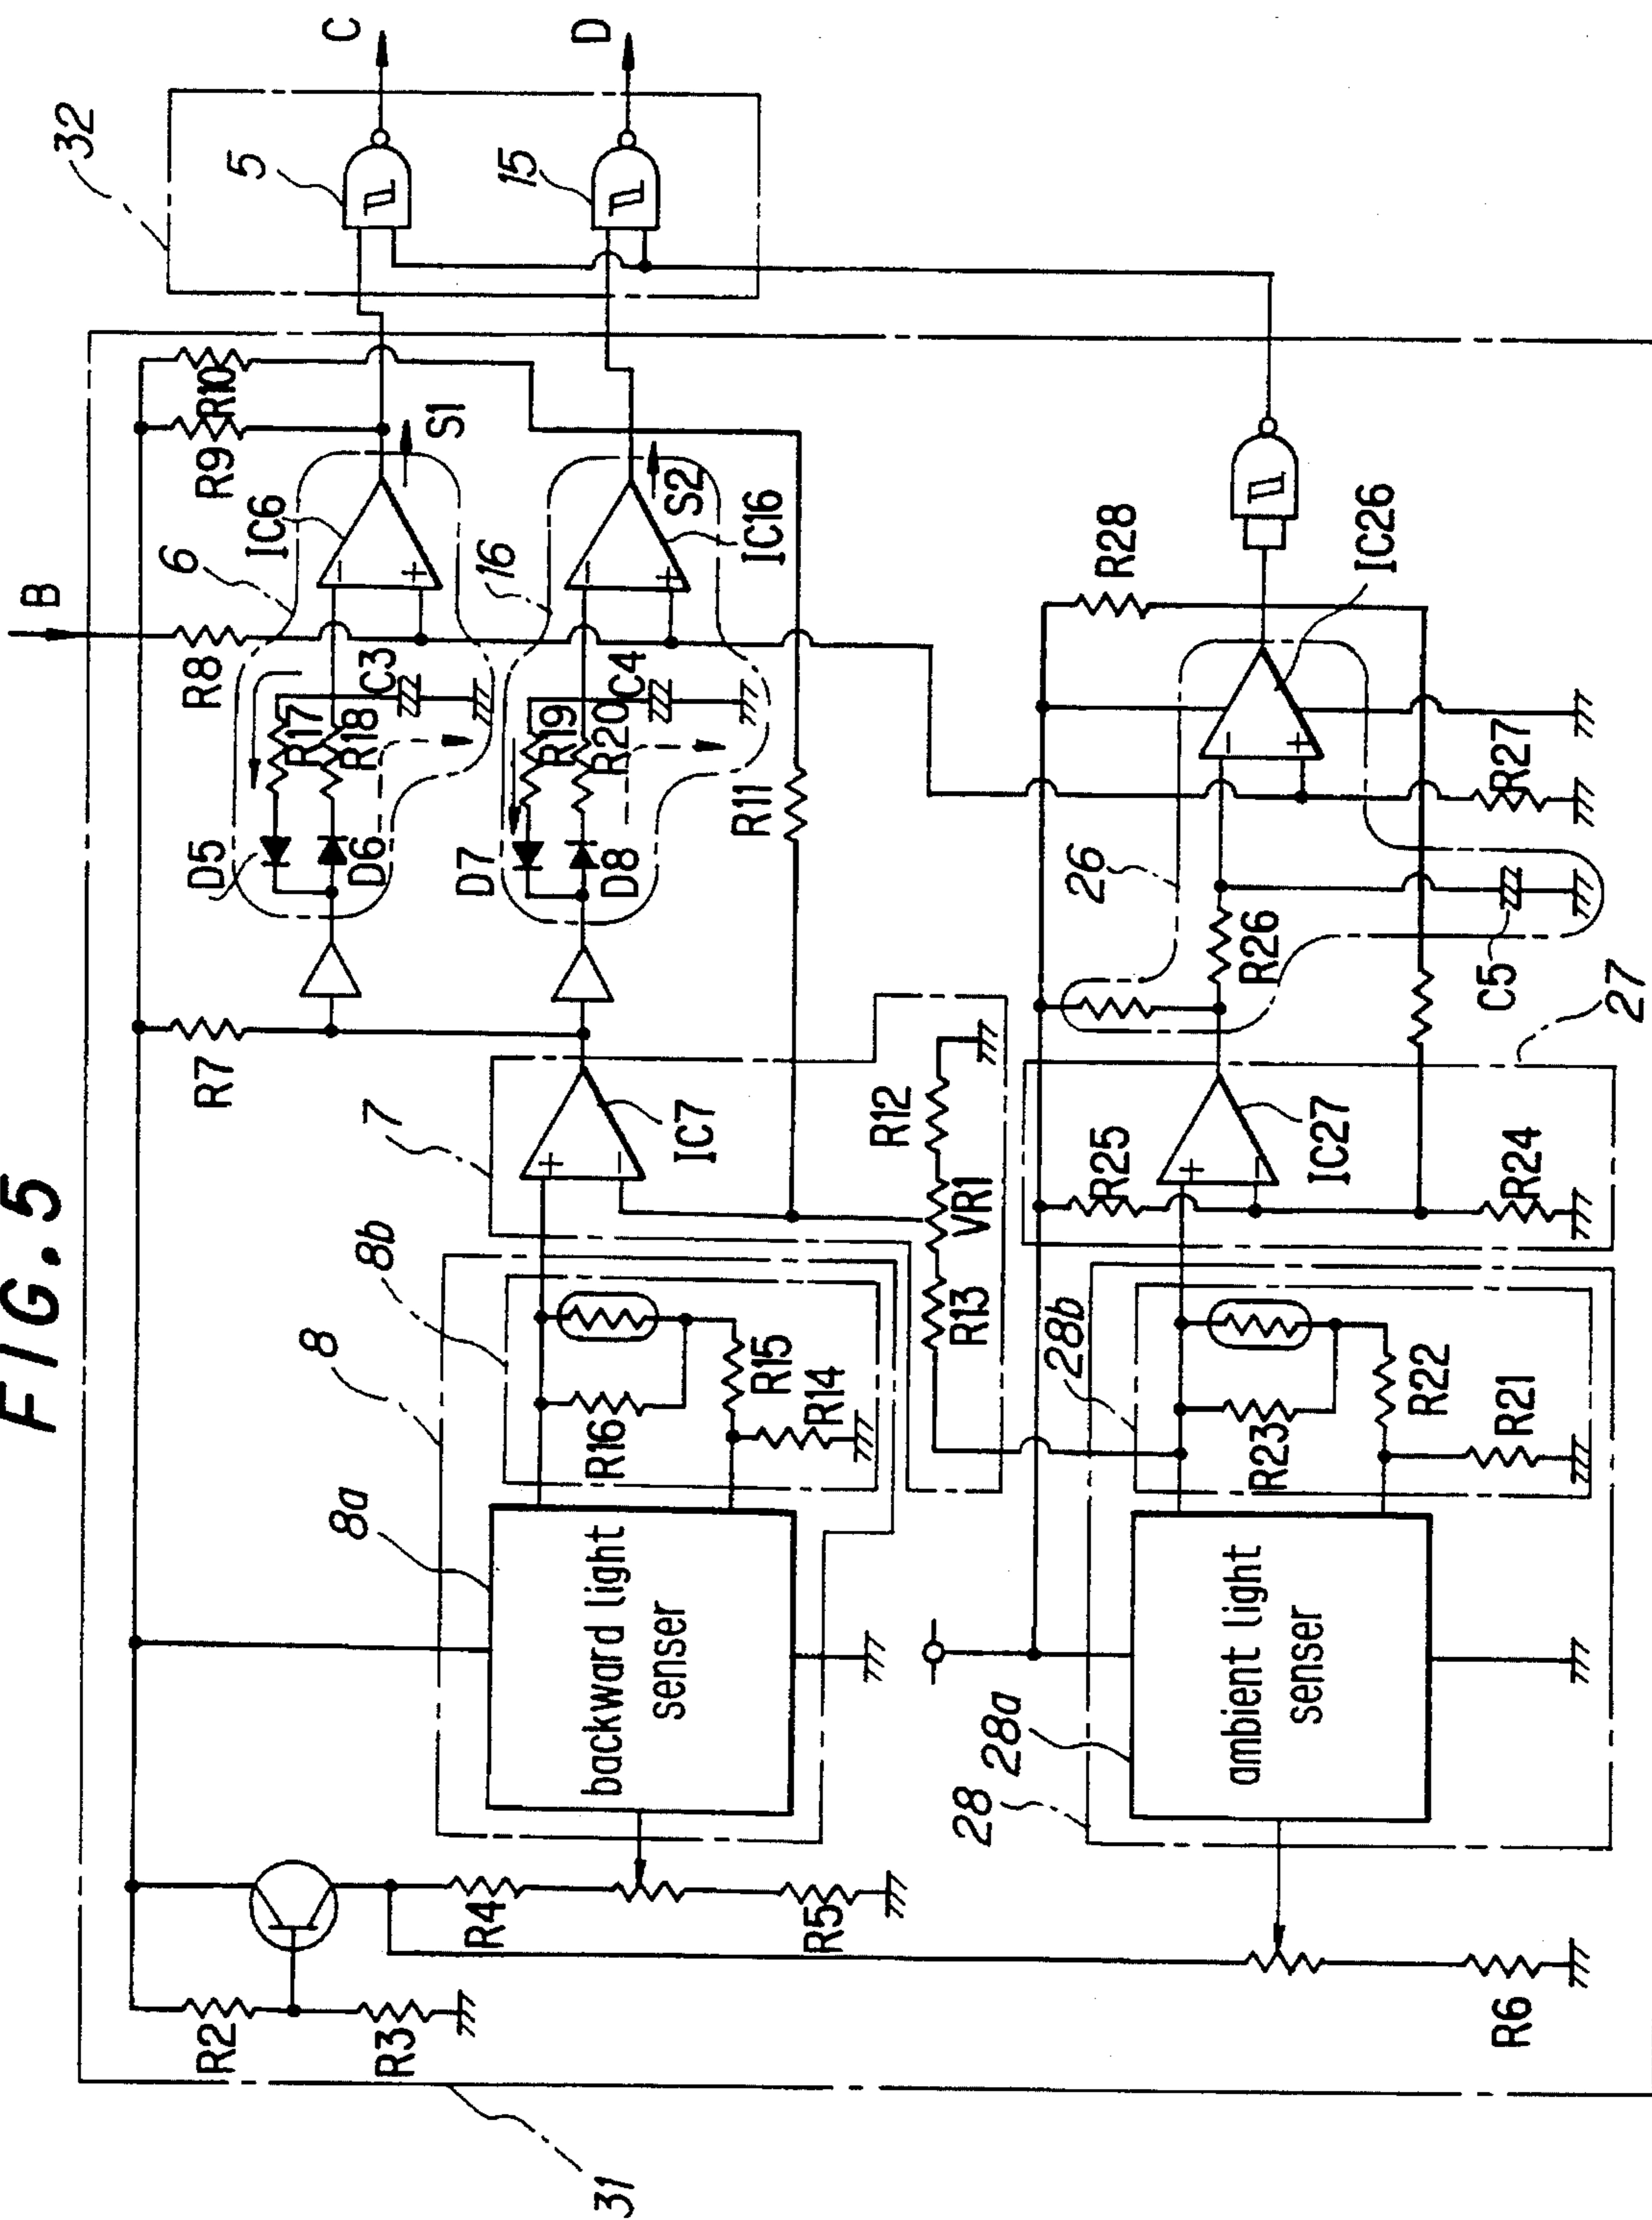 FIG. 5
31
R2
R3
R4
R5
R6
8
8a
backward light
senser
8b
R16
R15
R14
28
28a
ambient light
senser
28b
R23
R22
R21
7
+
−
IC7
R13
VR1
R12
R7
R11
27
R25
+
−
IC27
R24
D5
D6
R17
R18
C3
6
−
+
IC6
S1
D7
D8
R19
R20
C4
16
−
+
IC16
S2
B
R8
R9
R10
26
R26
C5
−
+
IC26
R27
R28
32
5
15
C
D